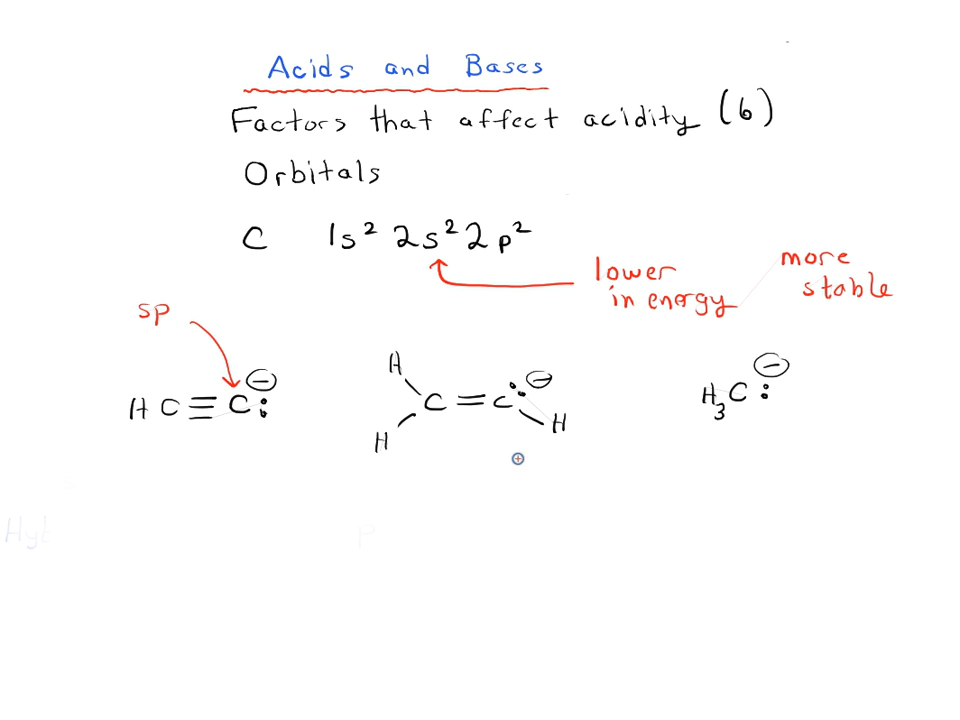 Acids and Bases
Factors that affect acidity (6)
Orbitals
C 1s² 2s² 2p²
lower in energy
more stable
sp
HC≡C:⊖
H
C=C:⊖
H
H
H₃C:⊖
Hyl
P